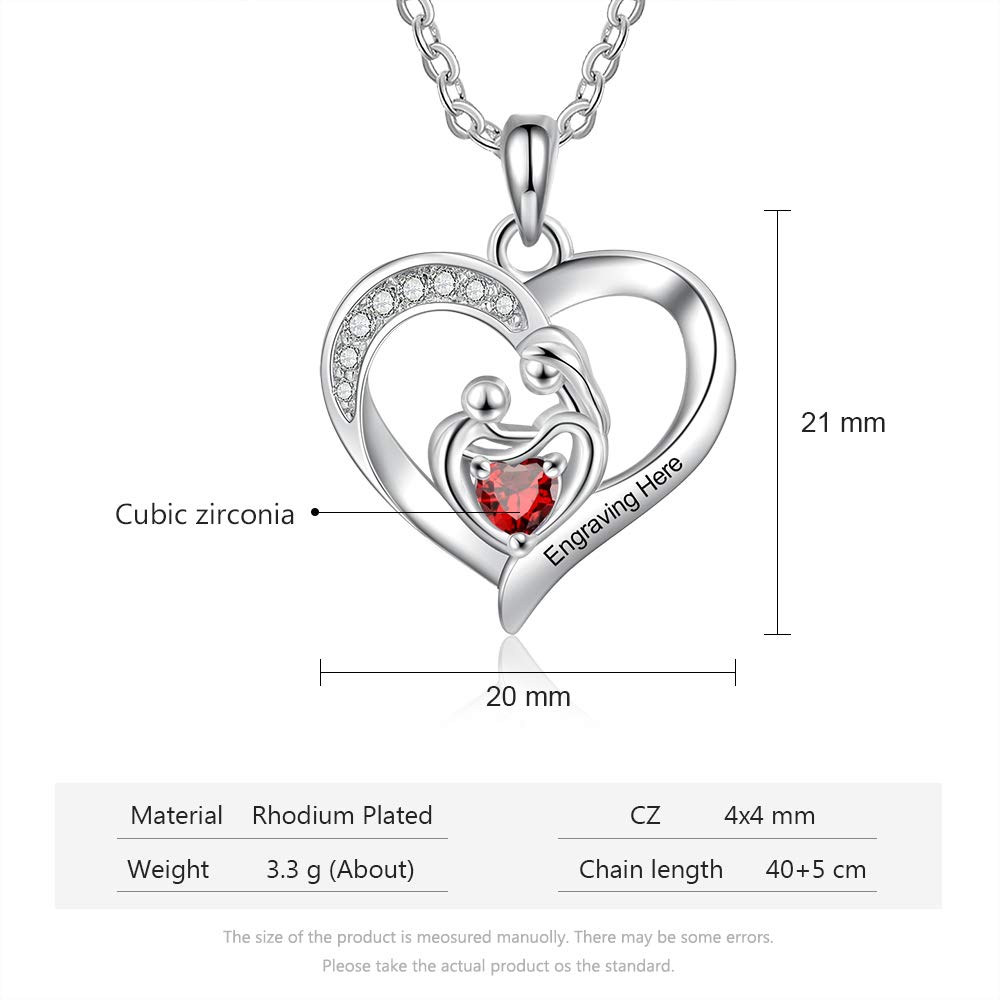 21 mm
Engraving Here
Cubic zirconia
20 mm
Material Rhodium Plated
CZ 4x4 mm
Weight 3.3 g (About)
Chain length 40+5 cm
The size of the product is meosured manuolly. There may be some errors.
Pleose take the actual product os the standard.